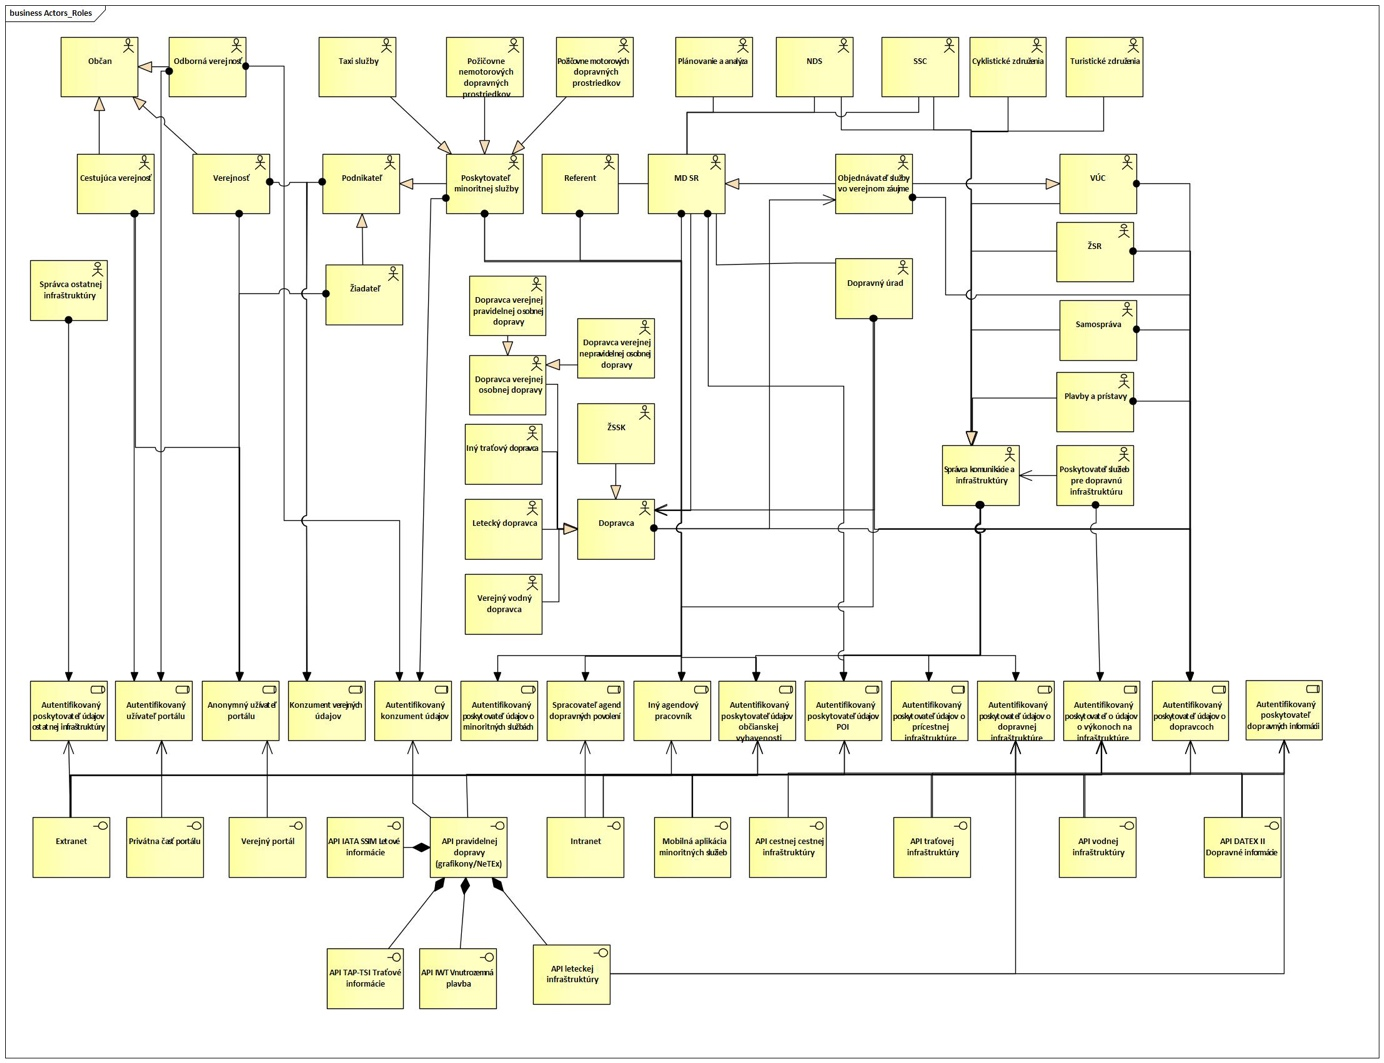 business Actors_Roles
Občan
Odborná verejnosť
Taxi služby
Požičovne
nemotorových
dopravných
prostriedkov
Požičovne motorových
dopravných
prostriedkov
Plánovanie a analýza
NDS
SSC
Cyklistické združenia
Turistické združenia
Cestujúca verejnosť
Verejnosť
Podnikateľ
Poskytovateľ
minoritnej služby
Referent
MD SR
Objednávateľ služby
vo verejnom záujme
VÚC
ŽSR
Správca ostatnej
infraštruktúry
Žiadateľ
Dopravca verejnej
pravidelnej osobnej
dopravy
Dopravný úrad
Samospráva
Dopravca verejnej
nepravidelnej osobnej
dopravy
Dopravca verejnej
osobnej dopravy
Plavby a prístavy
ŽSSK
Iný traťový dopravca
Správca komunikácie a
infraštruktúry
Poskytovateľ služieb
pre dopravnú
infraštruktúru
Letecký dopravca
Dopravca
Verejný vodný
dopravca
Autentifikovaný
poskytovateľ údajov
ostatnej infraštruktúry
Autentifikovaný
užívateľ portálu
Anonymný užívateľ
portálu
Konzument verejných
údajov
Autentifikovaný
konzument údajov
Autentifikovaný
poskytovateľ údajov o
minoritných službách
Spracovateľ agend
dopravných povolení
Iný agendový
pracovník
Autentifikovaný
poskytovateľ údajov
občianskej
vybavenosti
Autentifikovaný
poskytovateľ údajov
POI
Autentifikovaný
poskytovateľ údajov o
prícestnej
infraštruktúre
Autentifikovaný
poskytovateľ údajov o
dopravnej
infraštruktúre
Autentifikovaný
poskytovateľ o údajov
o výkonoch na
infraštruktúre
Autentifikovaný
poskytovateľ údajov o
dopravcoch
Autentifikovaný
poskytovateľ
dopravných informácií
Extranet
Privátna časť portálu
Verejný portál
API IATA SSIM Letové
informácie
API pravidelnej
dopravy
(grafikony/NeTEx)
Intranet
Mobilná aplikácia
minoritných služieb
API cestnej cestnej
infraštruktúry
API traťovej
infraštruktúry
API vodnej
infraštruktúry
API DATEX II
Dopravné informácie
API TAP-TSI Traťové
informácie
API IWT Vnutrozemná
plavba
API leteckej
infraštruktúry